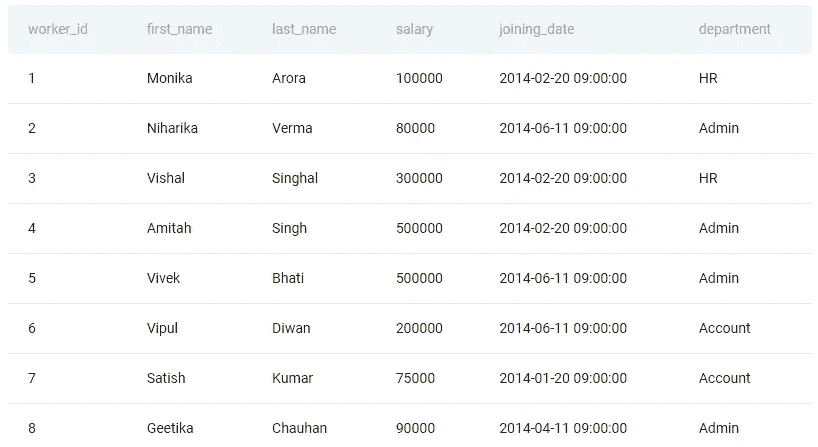 worker_id first_name last_name salary joining_date department
1 Monika Arora 100000 2014-02-20 09:00:00 HR
2 Niharika Verma 80000 2014-06-11 09:00:00 Admin
3 Vishal Singhal 300000 2014-02-20 09:00:00 HR
4 Amitah Singh 500000 2014-02-20 09:00:00 Admin
5 Vivek Bhati 500000 2014-06-11 09:00:00 Admin
6 Vipul Diwan 200000 2014-06-11 09:00:00 Account
7 Satish Kumar 75000 2014-01-20 09:00:00 Account
8 Geetika Chauhan 90000 2014-04-11 09:00:00 Admin